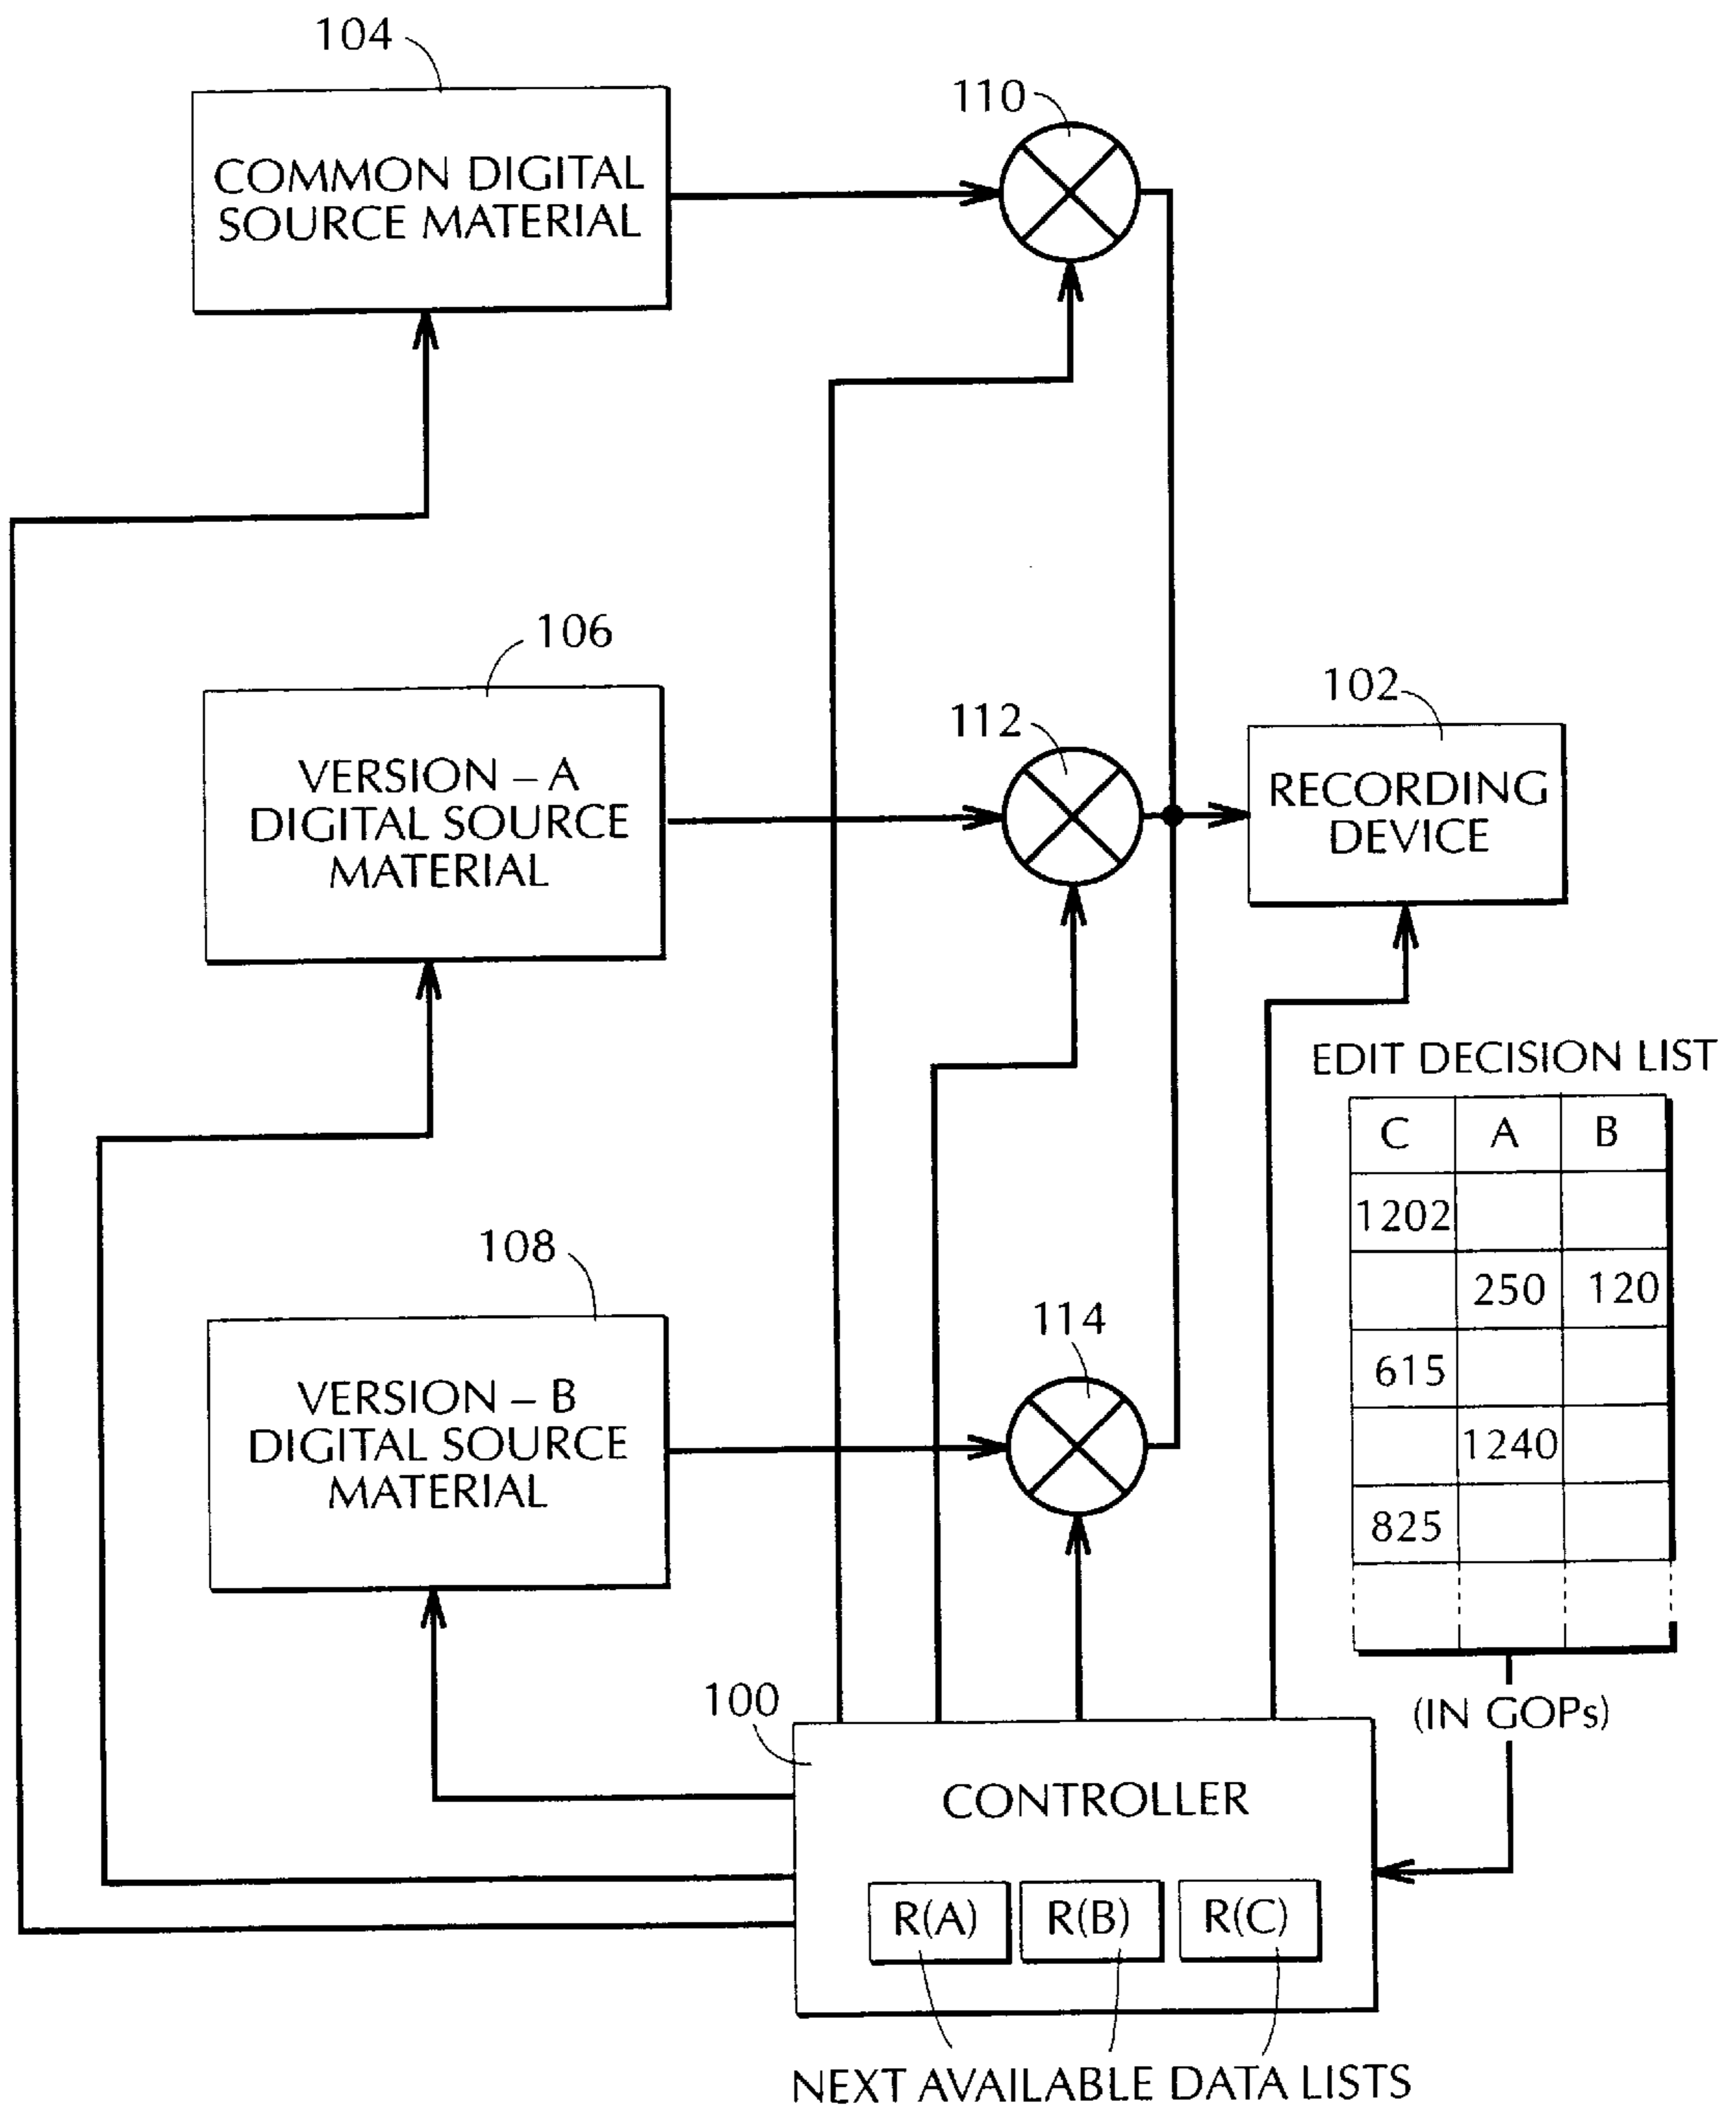 104
COMMON DIGITAL
SOURCE MATERIAL
110
106
VERSION – A
DIGITAL SOURCE
MATERIAL
112
102
RECORDING
DEVICE
108
VERSION – B
DIGITAL SOURCE
MATERIAL
114
EDIT DECISION LIST
C A B
1202
250 120
615
1240
825
(IN GOPs)
100
CONTROLLER
R(A) R(B) R(C)
NEXT AVAILABLE DATA LISTS